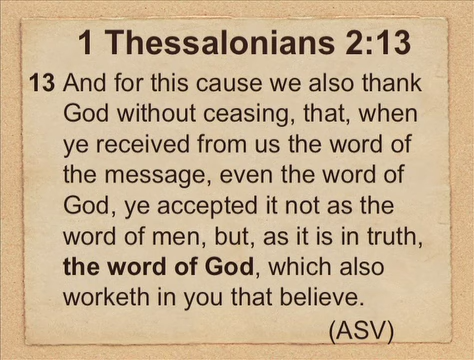 1 Thessalonians 2:13
13 And for this cause we also thank
God without ceasing, that, when
ye received from us the word of
the message, even the word of
God, ye accepted it not as the
word of men, but, as it is in truth,
the word of God, which also
worketh in you that believe.
(ASV)